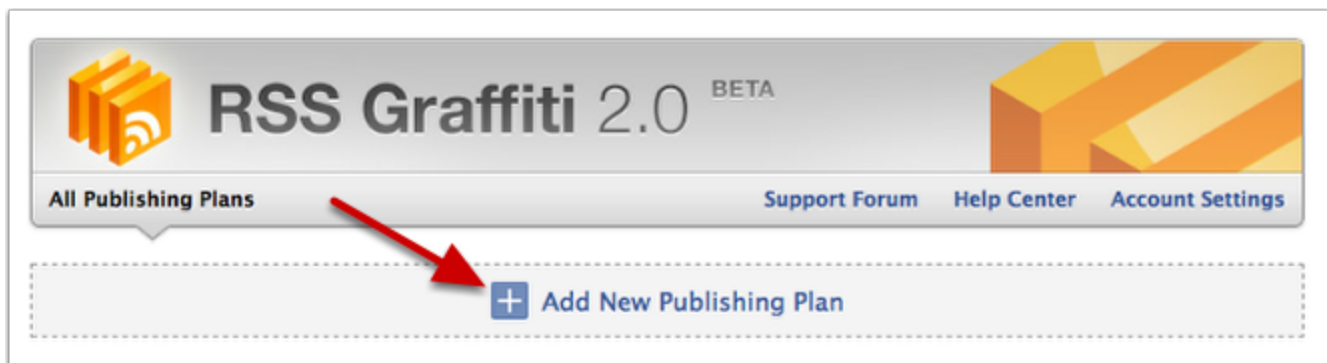 RSS Graffiti 2.0 BETA
All Publishing Plans Support Forum Help Center Account Settings
Add New Publishing Plan